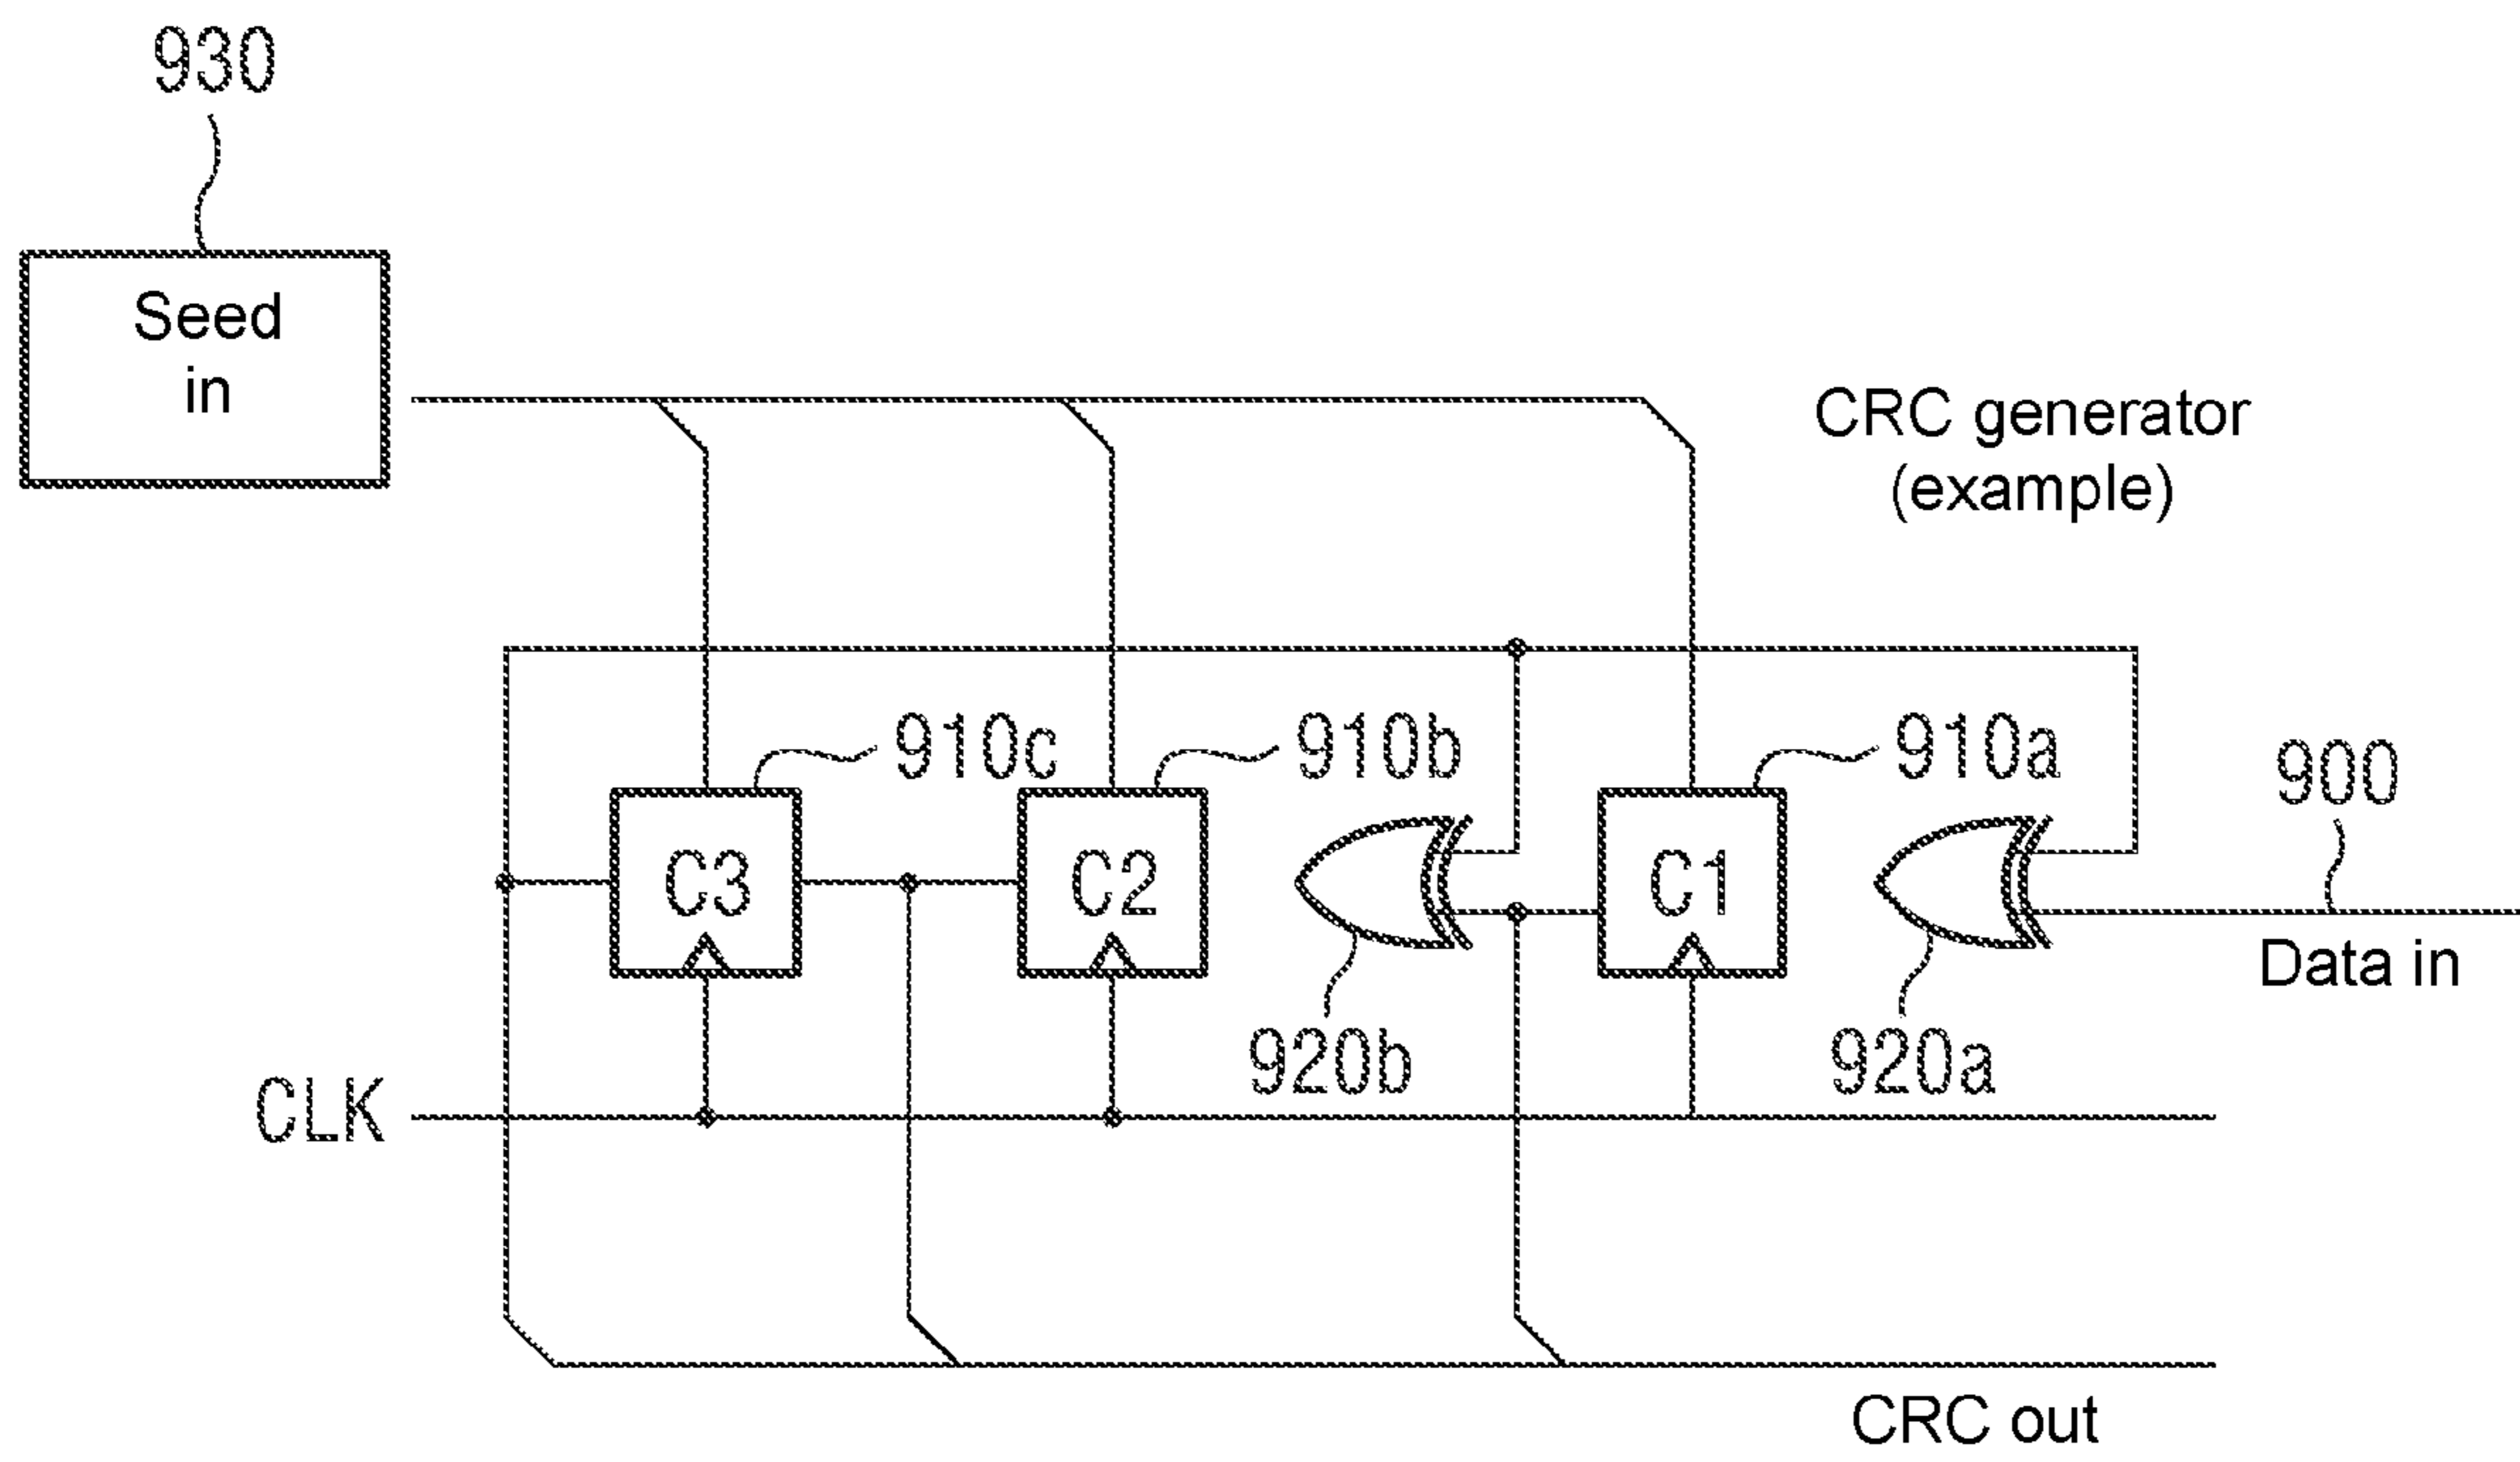 930
Seed
in
CRC generator
(example)
910c
910b
910a
900
C3
C2
C1
Data in
920b
920a
CLK
CRC out